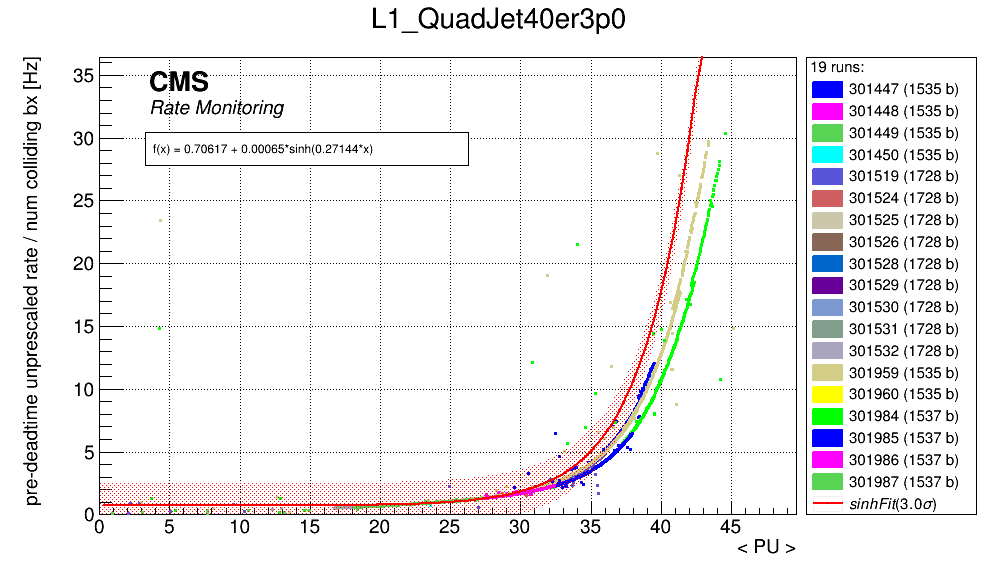 L1_QuadJet40er3p0
pre-deadtime unprescaled rate / num colliding bx [Hz]
CMS
Rate Monitoring
f(x) = 0.70617 + 0.00065*sinh(0.27144*x)
35
30
25
20
15
10
5
0
0 5 10 15 20 25 30 35 40 45
< PU >
19 runs:
301447 (1535 b)
301448 (1535 b)
301449 (1535 b)
301450 (1535 b)
301519 (1728 b)
301524 (1728 b)
301525 (1728 b)
301526 (1728 b)
301528 (1728 b)
301529 (1728 b)
301530 (1728 b)
301531 (1728 b)
301532 (1728 b)
301959 (1535 b)
301960 (1535 b)
301984 (1537 b)
301985 (1537 b)
301986 (1537 b)
301987 (1537 b)
sinhFit(3.0σ)